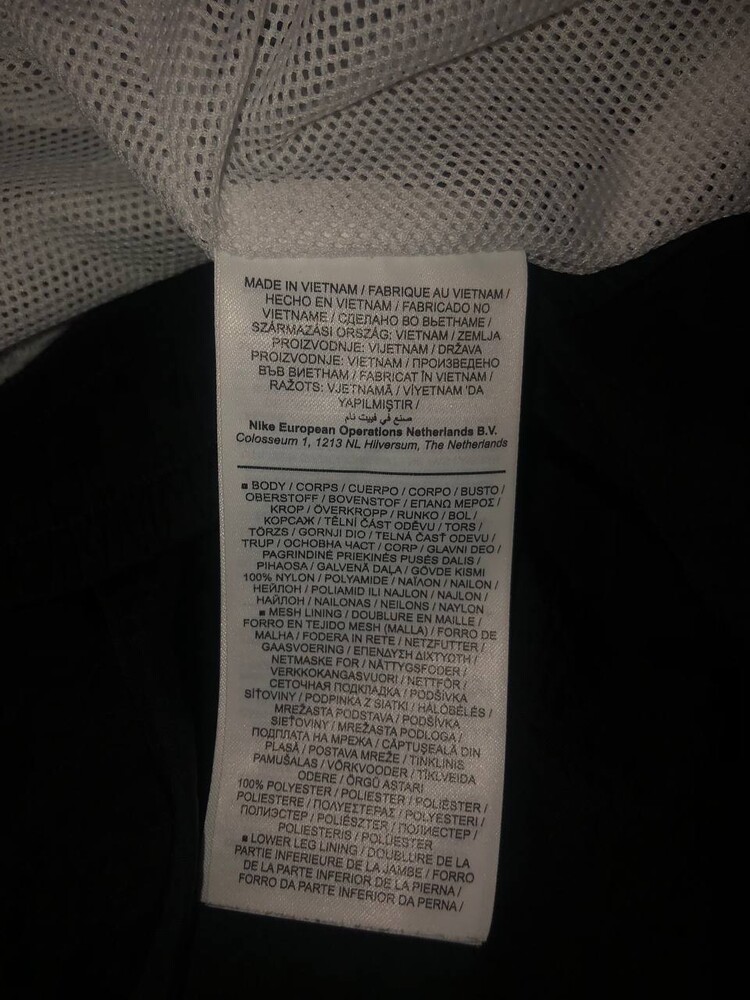 MADE IN VIETNAM / FABRIQUE AU VIETNAM /
HECHO EN VIETNAM / FABRICADO NO
VIETNAME / СДЕЛАНО ВО ВЬЕТНАМЕ /
SZÁRMAZÁSI ORSZÁG: VIETNAM / ZEMLJA
PROIZVODNJE: VIJETNAM / DRŽAVA
PROIZVODNJE: VIETNAM / ПРОИЗВЕДЕНО
ВЪВ ВИЕТНАМ / FABRICAT ÎN VIETNAM /
RAŽOTS: VJETNAMĀ / VİYETNAM 'DA
YAPILMIŞTIR /
صنع في فييت نام
Nike European Operations Netherlands B.V.
Colosseum 1, 1213 NL Hilversum, The Netherlands
■ BODY / CORPS / CUERPO / CORPO / BUSTO /
OBERSTOFF / BOVENSTOF / ΕΠΑΝΩ ΜΕΡΟΣ /
KROP / ÖVERKROPP / RUNKO / BOL /
КОРСАЖ / TĚLNÍ ČÁST ODĚVU / TORS /
TÖRZS / GORNJI DIO / TELNÁ ČASŤ ODEVU /
TRUP / ОСНОВНА ЧАСТ / CORP / GLAVNI DEO /
PAGRINDINĖ PRIEKINĖS PUSĖS DALIS /
PIHAOSA / GALVENĀ DAĻA / GÖVDE KISMI
100% NYLON / POLYAMIDE / ΝΑΪΛΟΝ / NAILON /
НЕЙЛОН / POLIAMID ILI NAJLON / NAJLON /
НАЙЛОН / NAILONAS / NEILONS / NAYLON
■ MESH LINING / DOUBLURE EN MAILLE /
FORRO EN TEJIDO MESH (MALLA) / FORRO DE
MALHA / FODERA IN RETE / NETZFUTTER /
GAASVOERING / ΕΠΕΝΔΥΣΗ ΔΙΧΤΥΩΤΗ /
NETMASKE FOR / NÄTTYGSFODER /
VERKKOKANGASVUORI / NETTFÔR /
СЕТОЧНАЯ ПОДКЛАДКА / PODŠÍVKA
SÍŤOVINY / PODPINKA Z SIATKI / HÁLÓBÉLÉS /
MREŽASTA PODSTAVA / PODŠÍVKA
SIEŤOVINY / MREŽASTA PODLOGA /
ПОДПЛАТА НА МРЕЖА / CĂPTUŞEALĂ DIN
PLASĂ / POSTAVA MREŽE / TINKLINIS
PAMUŠALAS / VÕRKVOODER / TĪKLVEIDA
ODERE / ÖRGÜ ASTARI
100% POLYESTER / POLIESTER / POLIÉSTER /
POLIESTERE / ΠΟΛΥΕΣΤΕΡΑΣ / POLYESTERI /
ПОЛИЭСТЕР / POLIÉSZTER / ПОЛИЕСТЕР /
POLIESTERIS / POLÜESTER
■ LOWER LEG LINING / DOUBLURE DE LA
PARTIE INFERIEURE DE LA JAMBE / FORRO
DE LA PARTE INFERIOR DE LA PIERNA /
FORRO DA PARTE INFERIOR DA PERNA /